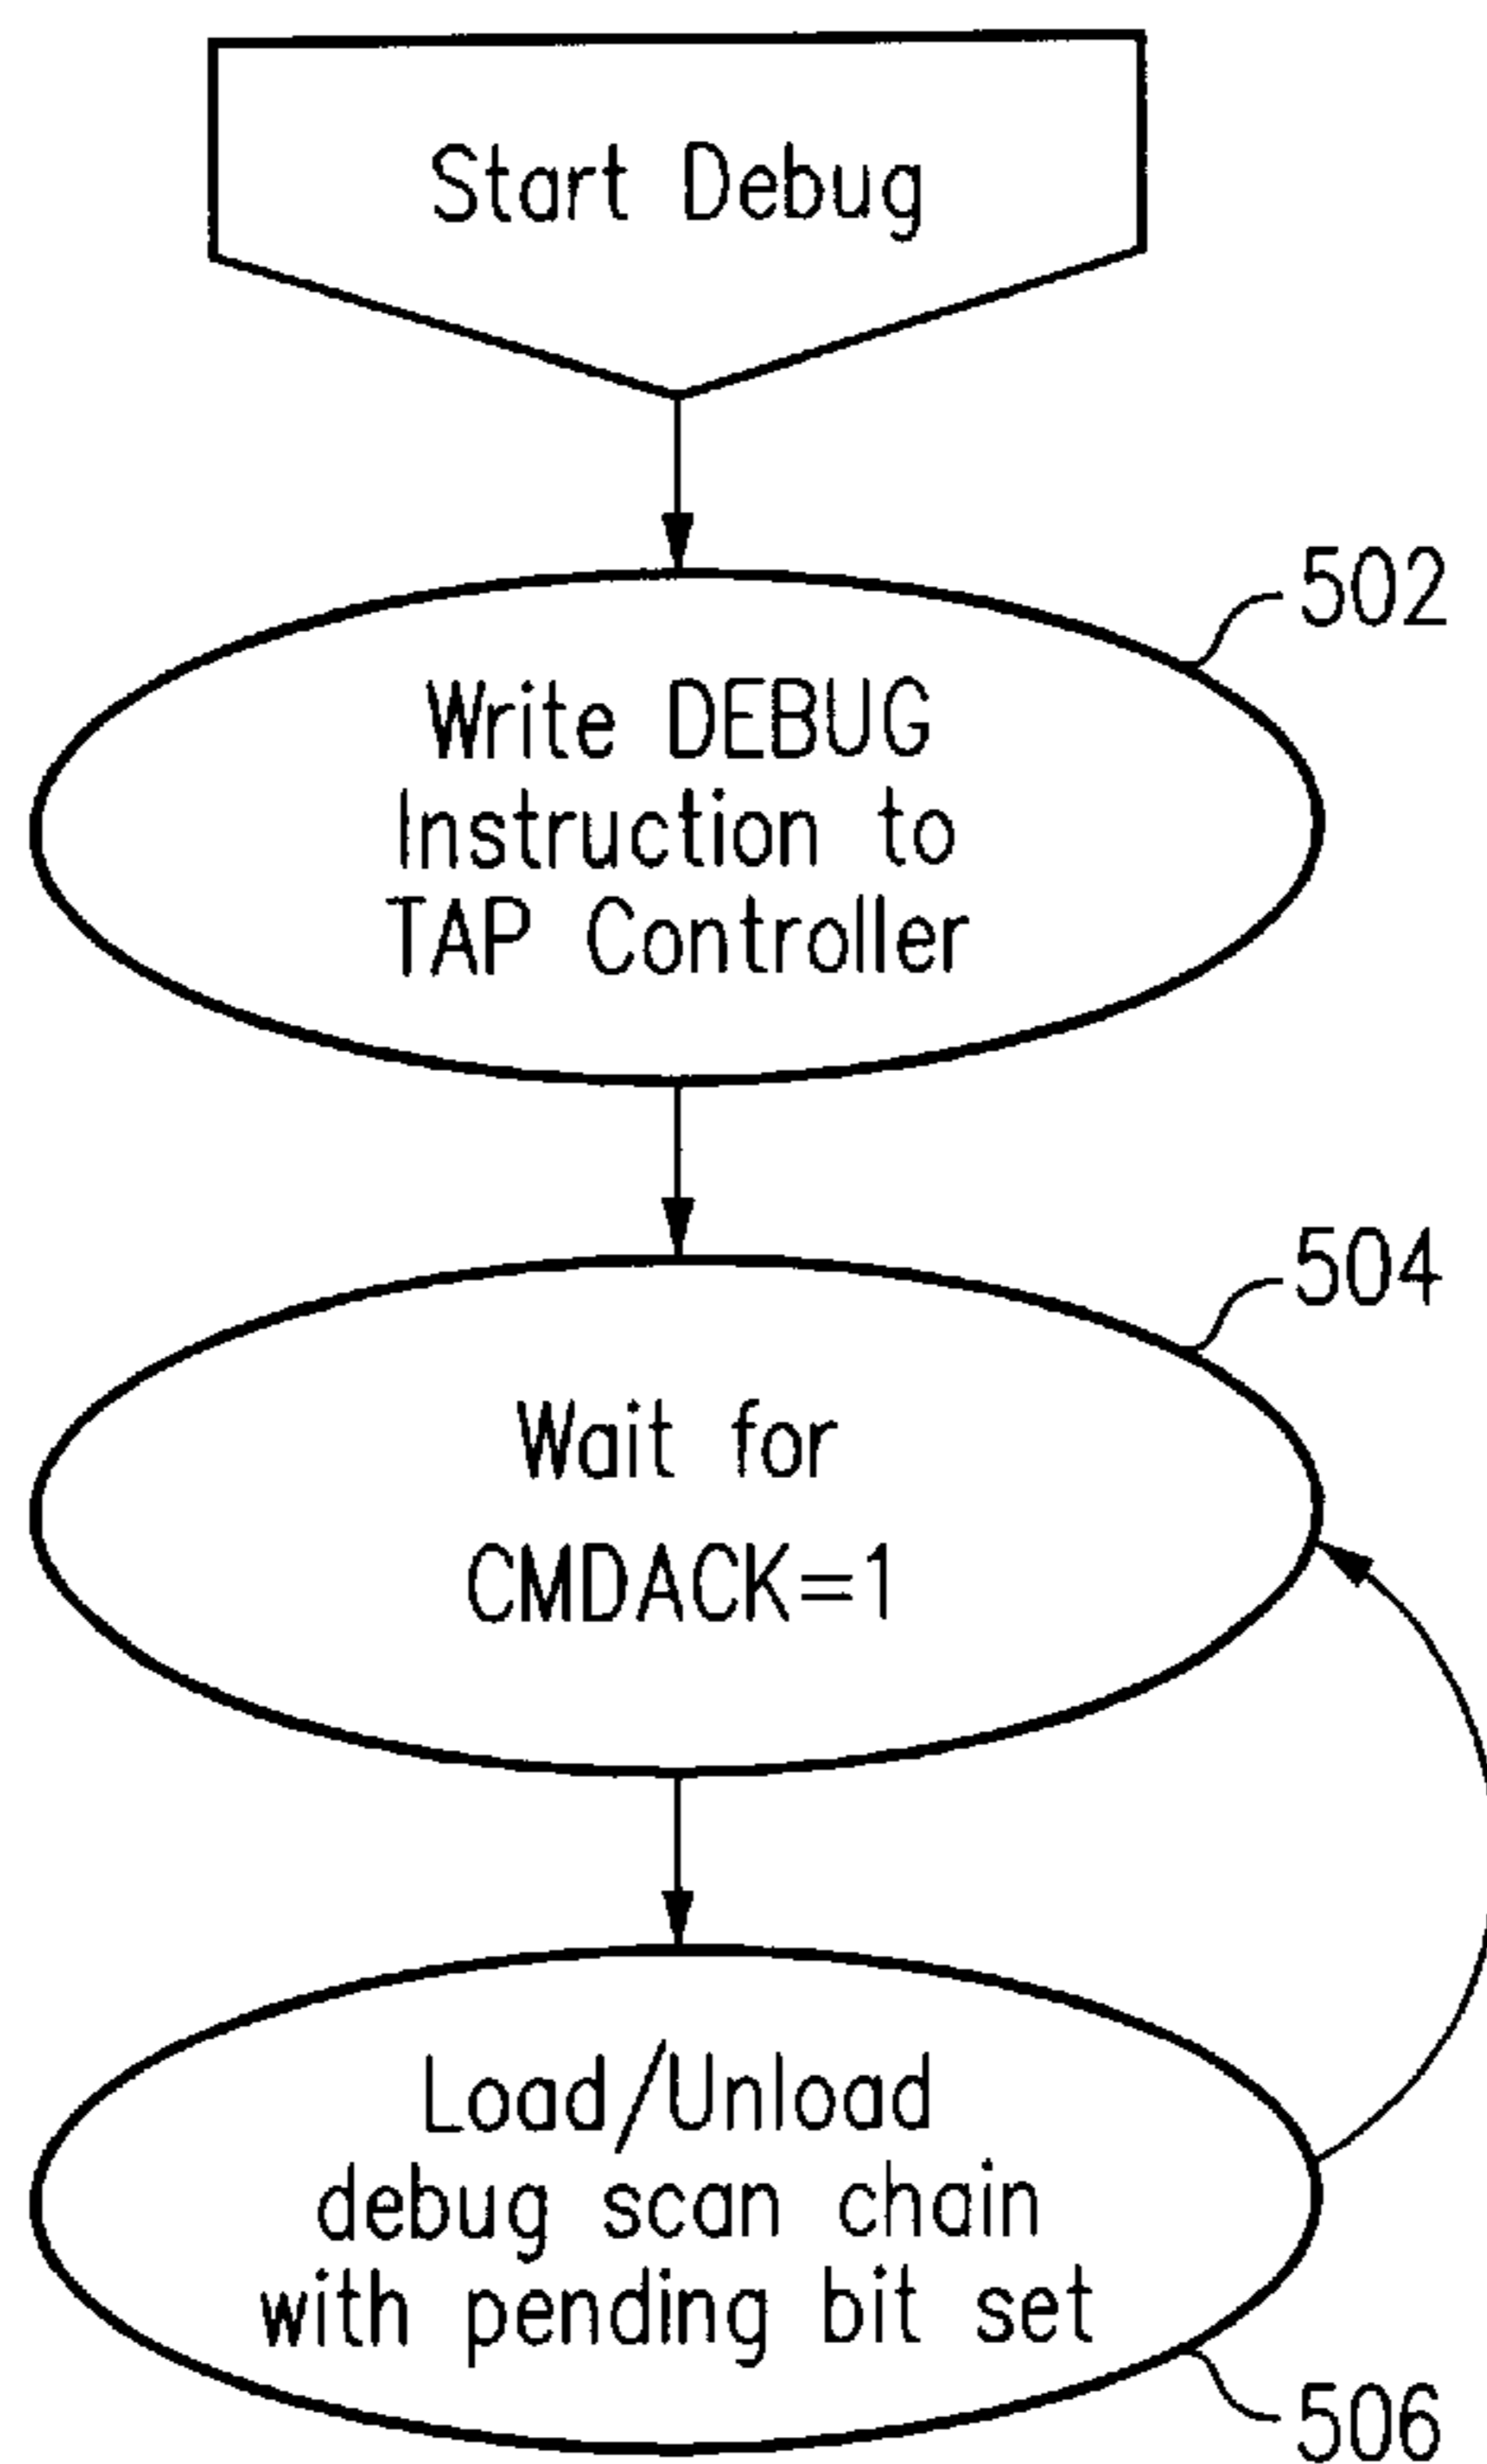 Start Debug
502
Write DEBUG
Instruction to
TAP Controller
504
Wait for
CMDACK=1
Load/Unload
debug scan chain
with pending bit set
506